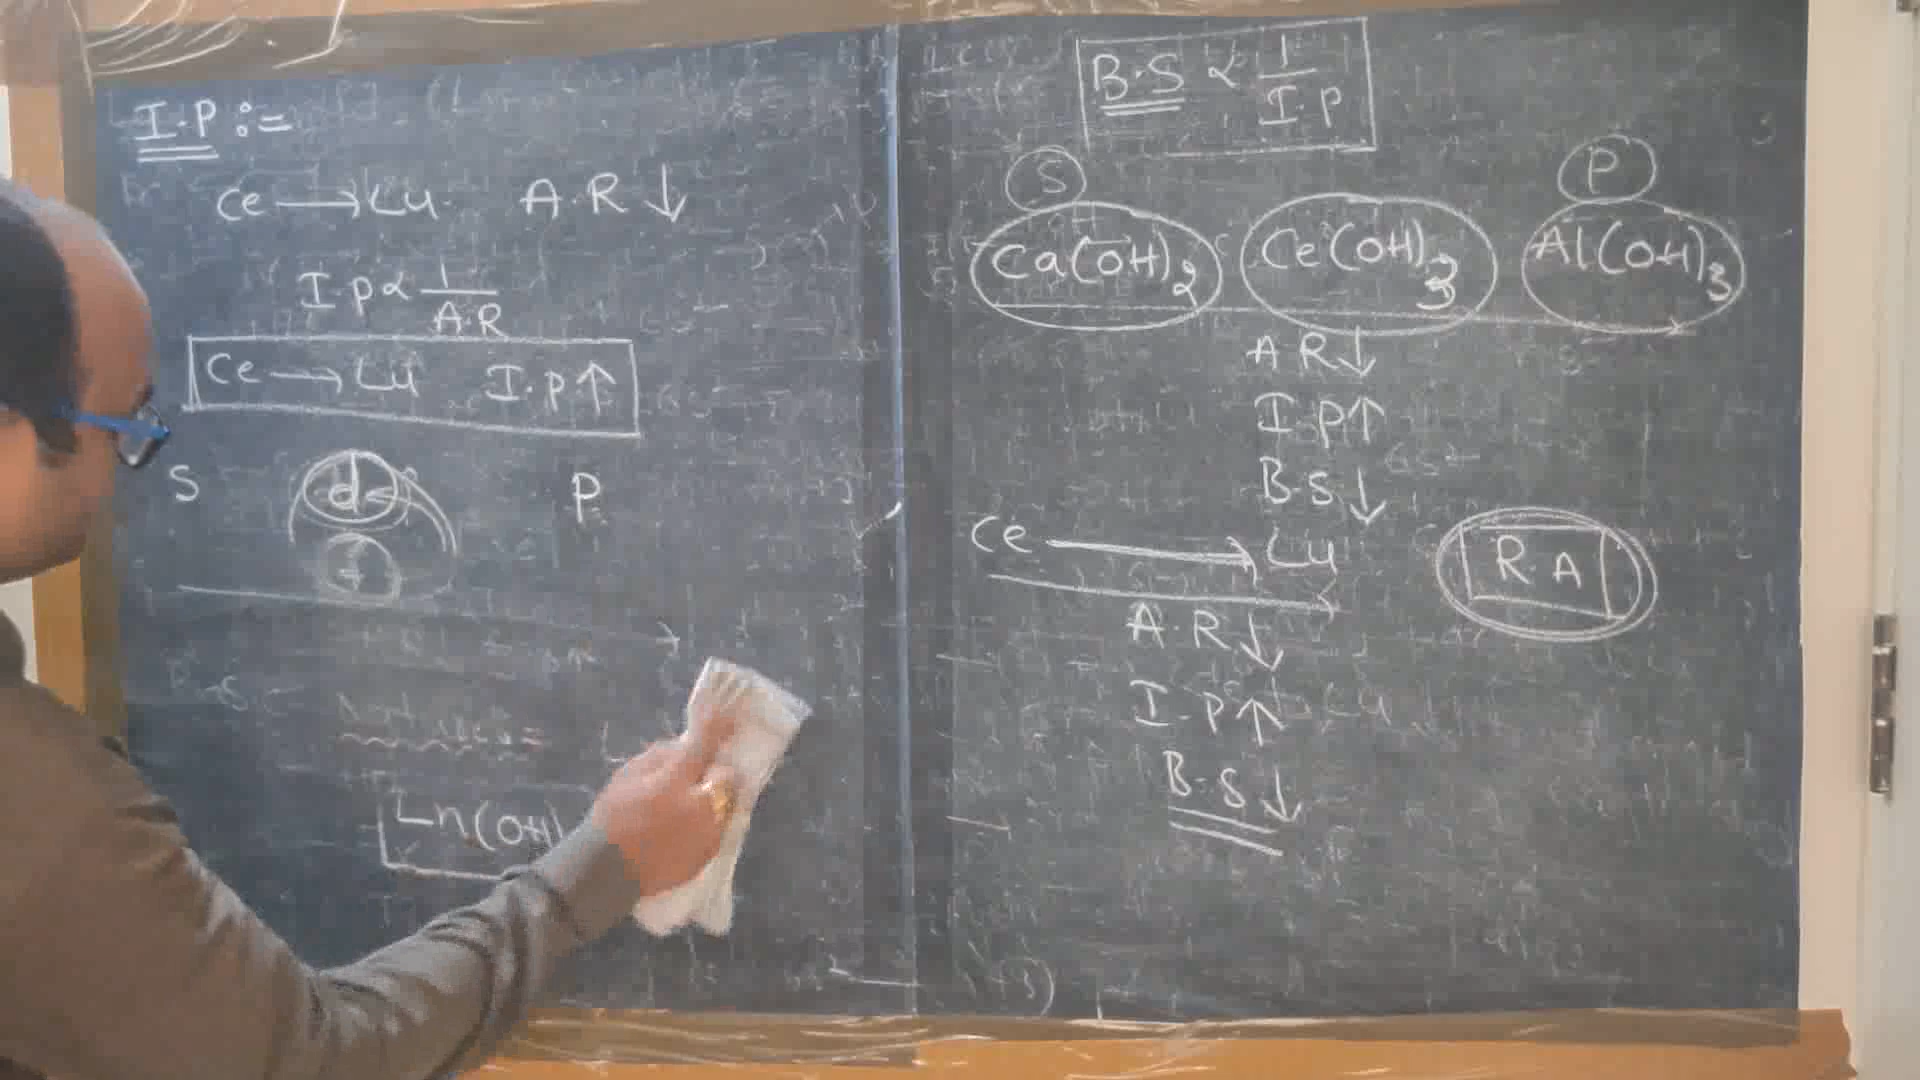 I.P :=
Ce → Lu. A.R ↓
I.p ∝ 1/A.R
Ce → Lu I.p ↑
S d P
f
Ln(OH)
B.S ∝ 1/I.P
S P
Ca(OH)2 Ce(OH)3 Al(OH)3
A R ↓
I P ↑
B.S ↓
Ce → Lu R.A
A.R ↓
I.P ↑
B.S ↓